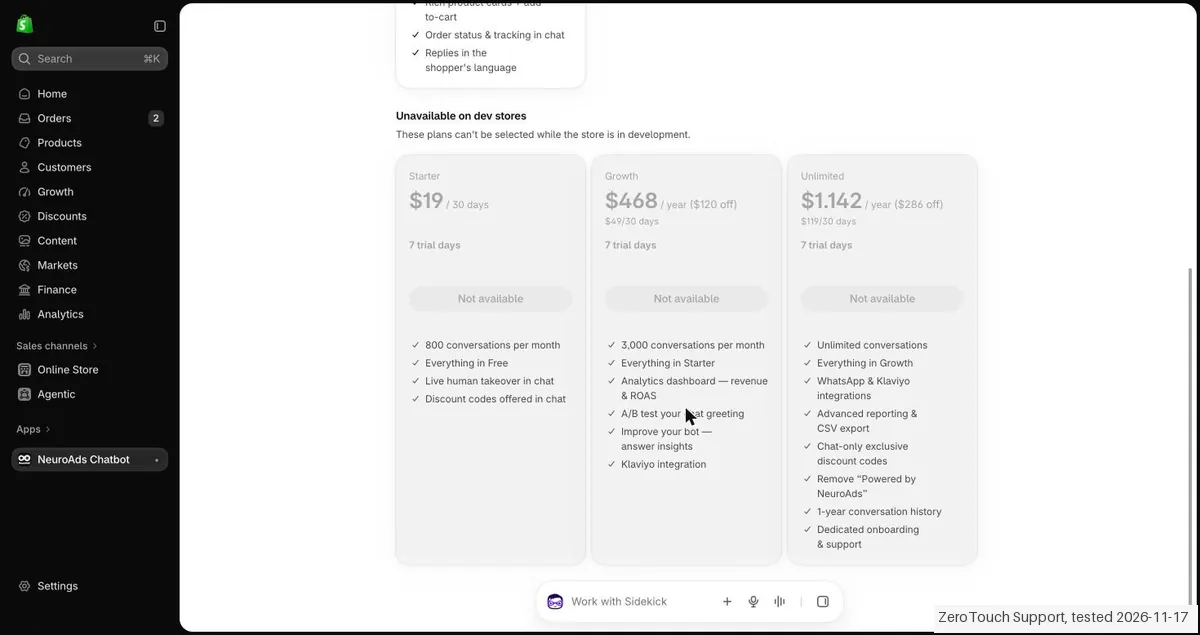 Search
⌘K
Home
Orders
2
Products
Customers
Growth
Discounts
Content
Markets
Finance
Analytics
Sales channels
Online Store
Agentic
Apps
NeuroAds Chatbot
Settings
to-cart
Order status & tracking in chat
Replies in the
shopper's language
Unavailable on dev stores
These plans can't be selected while the store is in development.
Starter
$19 / 30 days
7 trial days
Not available
800 conversations per month
Everything in Free
Live human takeover in chat
Discount codes offered in chat
Growth
$468 / year ($120 off)
$49/30 days
7 trial days
Not available
3,000 conversations per month
Everything in Starter
Analytics dashboard — revenue
& ROAS
A/B test your greeting
Improve your bot —
answer insights
Klaviyo integration
Unlimited
$1.142 / year ($286 off)
$119/30 days
7 trial days
Not available
Unlimited conversations
Everything in Growth
WhatsApp & Klaviyo
integrations
Advanced reporting &
CSV export
Chat-only exclusive
discount codes
Remove “Powered by
NeuroAds”
1-year conversation history
Dedicated onboarding
& support
Work with Sidekick
ZeroTouch Support, tested 2026-11-17